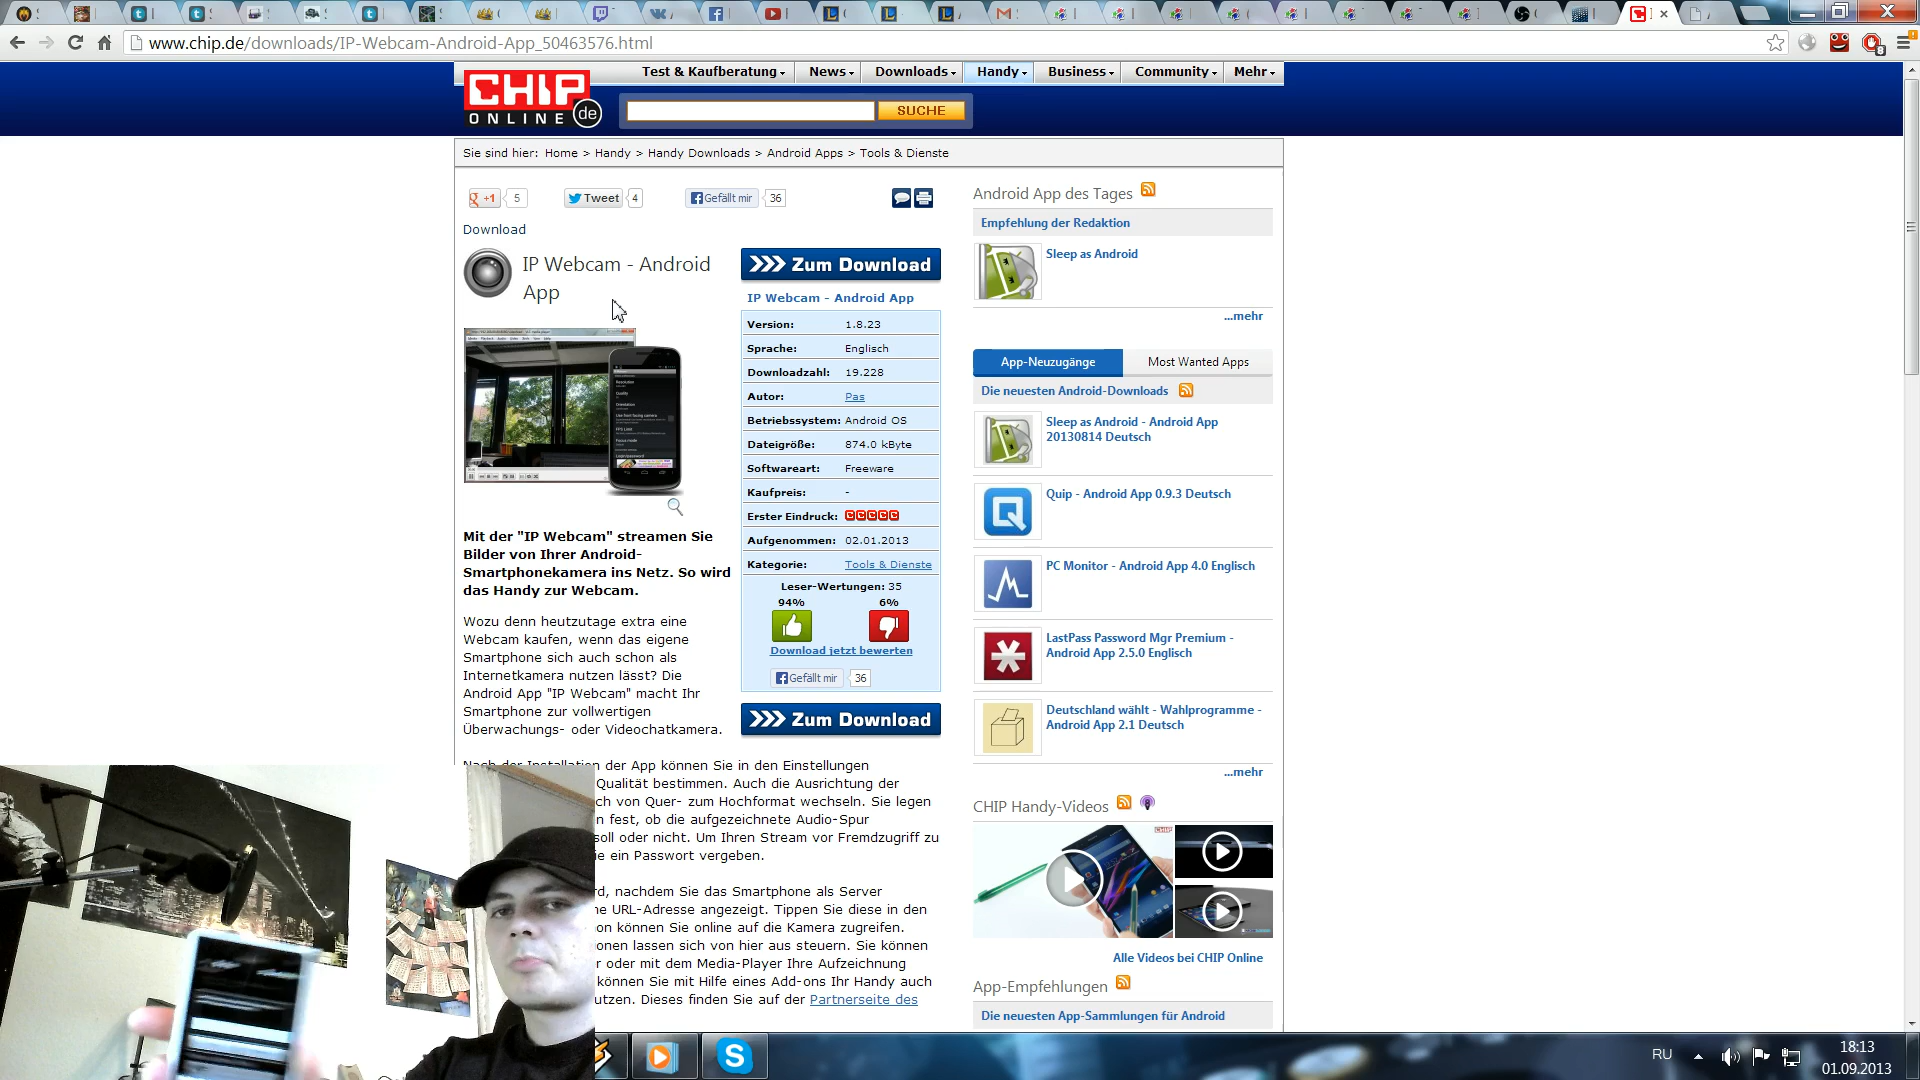 www.chip.de/downloads/IP-Webcam-Android-App_50463576.html
CHIP
ONLINE de
Test & Kaufberatung News Downloads Handy Business Community Mehr
SUCHE
Sie sind hier: Home > Handy > Handy Downloads > Android Apps > Tools & Dienste
+1 5 Tweet 4 Gefällt mir 36
Download
IP Webcam - Android
App
Mit der "IP Webcam" streamen Sie
Bilder von Ihrer Android-
Smartphonekamera ins Netz. So wird
das Handy zur Webcam.
Wozu denn heutzutage extra eine
Webcam kaufen, wenn das eigene
Smartphone sich auch schon als
Internetkamera nutzen lässt? Die
Android App "IP Webcam" macht Ihr
Smartphone zur vollwertigen
Überwachungs- oder Videochatkamera.
Zum Download
IP Webcam - Android App
Version: 1.8.23
Sprache: Englisch
Downloadzahl: 19.228
Autor: Pas
Betriebssystem: Android OS
Dateigröße: 874.0 kByte
Softwareart: Freeware
Kaufpreis: -
Erster Eindruck:
Aufgenommen: 02.01.2013
Kategorie: Tools & Dienste
Leser-Wertungen: 35
94% 6%
Download jetzt bewerten
Gefällt mir 36
Zum Download
Nach der Installation der App können Sie in den Einstellungen
Qualität bestimmen. Auch die Ausrichtung der
ch von Quer- zum Hochformat wechseln. Sie legen
n fest, ob die aufgezeichnete Audio-Spur
soll oder nicht. Um Ihren Stream vor Fremdzugriff zu
ie ein Passwort vergeben.
rd, nachdem Sie das Smartphone als Server
ne URL-Adresse angezeigt. Tippen Sie diese in den
on können Sie online auf die Kamera zugreifen.
ionen lassen sich von hier aus steuern. Sie können
r oder mit dem Media-Player Ihre Aufzeichnung
können Sie mit Hilfe eines Add-ons Ihr Handy auch
utzen. Dieses finden Sie auf der Partnerseite des
Android App des Tages
Empfehlung der Redaktion
Sleep as Android
...mehr
App-Neuzugänge Most Wanted Apps
Die neuesten Android-Downloads
Sleep as Android - Android App
20130814 Deutsch
Quip - Android App 0.9.3 Deutsch
PC Monitor - Android App 4.0 Englisch
LastPass Password Mgr Premium -
Android App 2.5.0 Englisch
Deutschland wählt - Wahlprogramme -
Android App 2.1 Deutsch
...mehr
CHIP Handy-Videos
Alle Videos bei CHIP Online
App-Empfehlungen
Die neuesten App-Sammlungen für Android
RU
18:13
01.09.2013